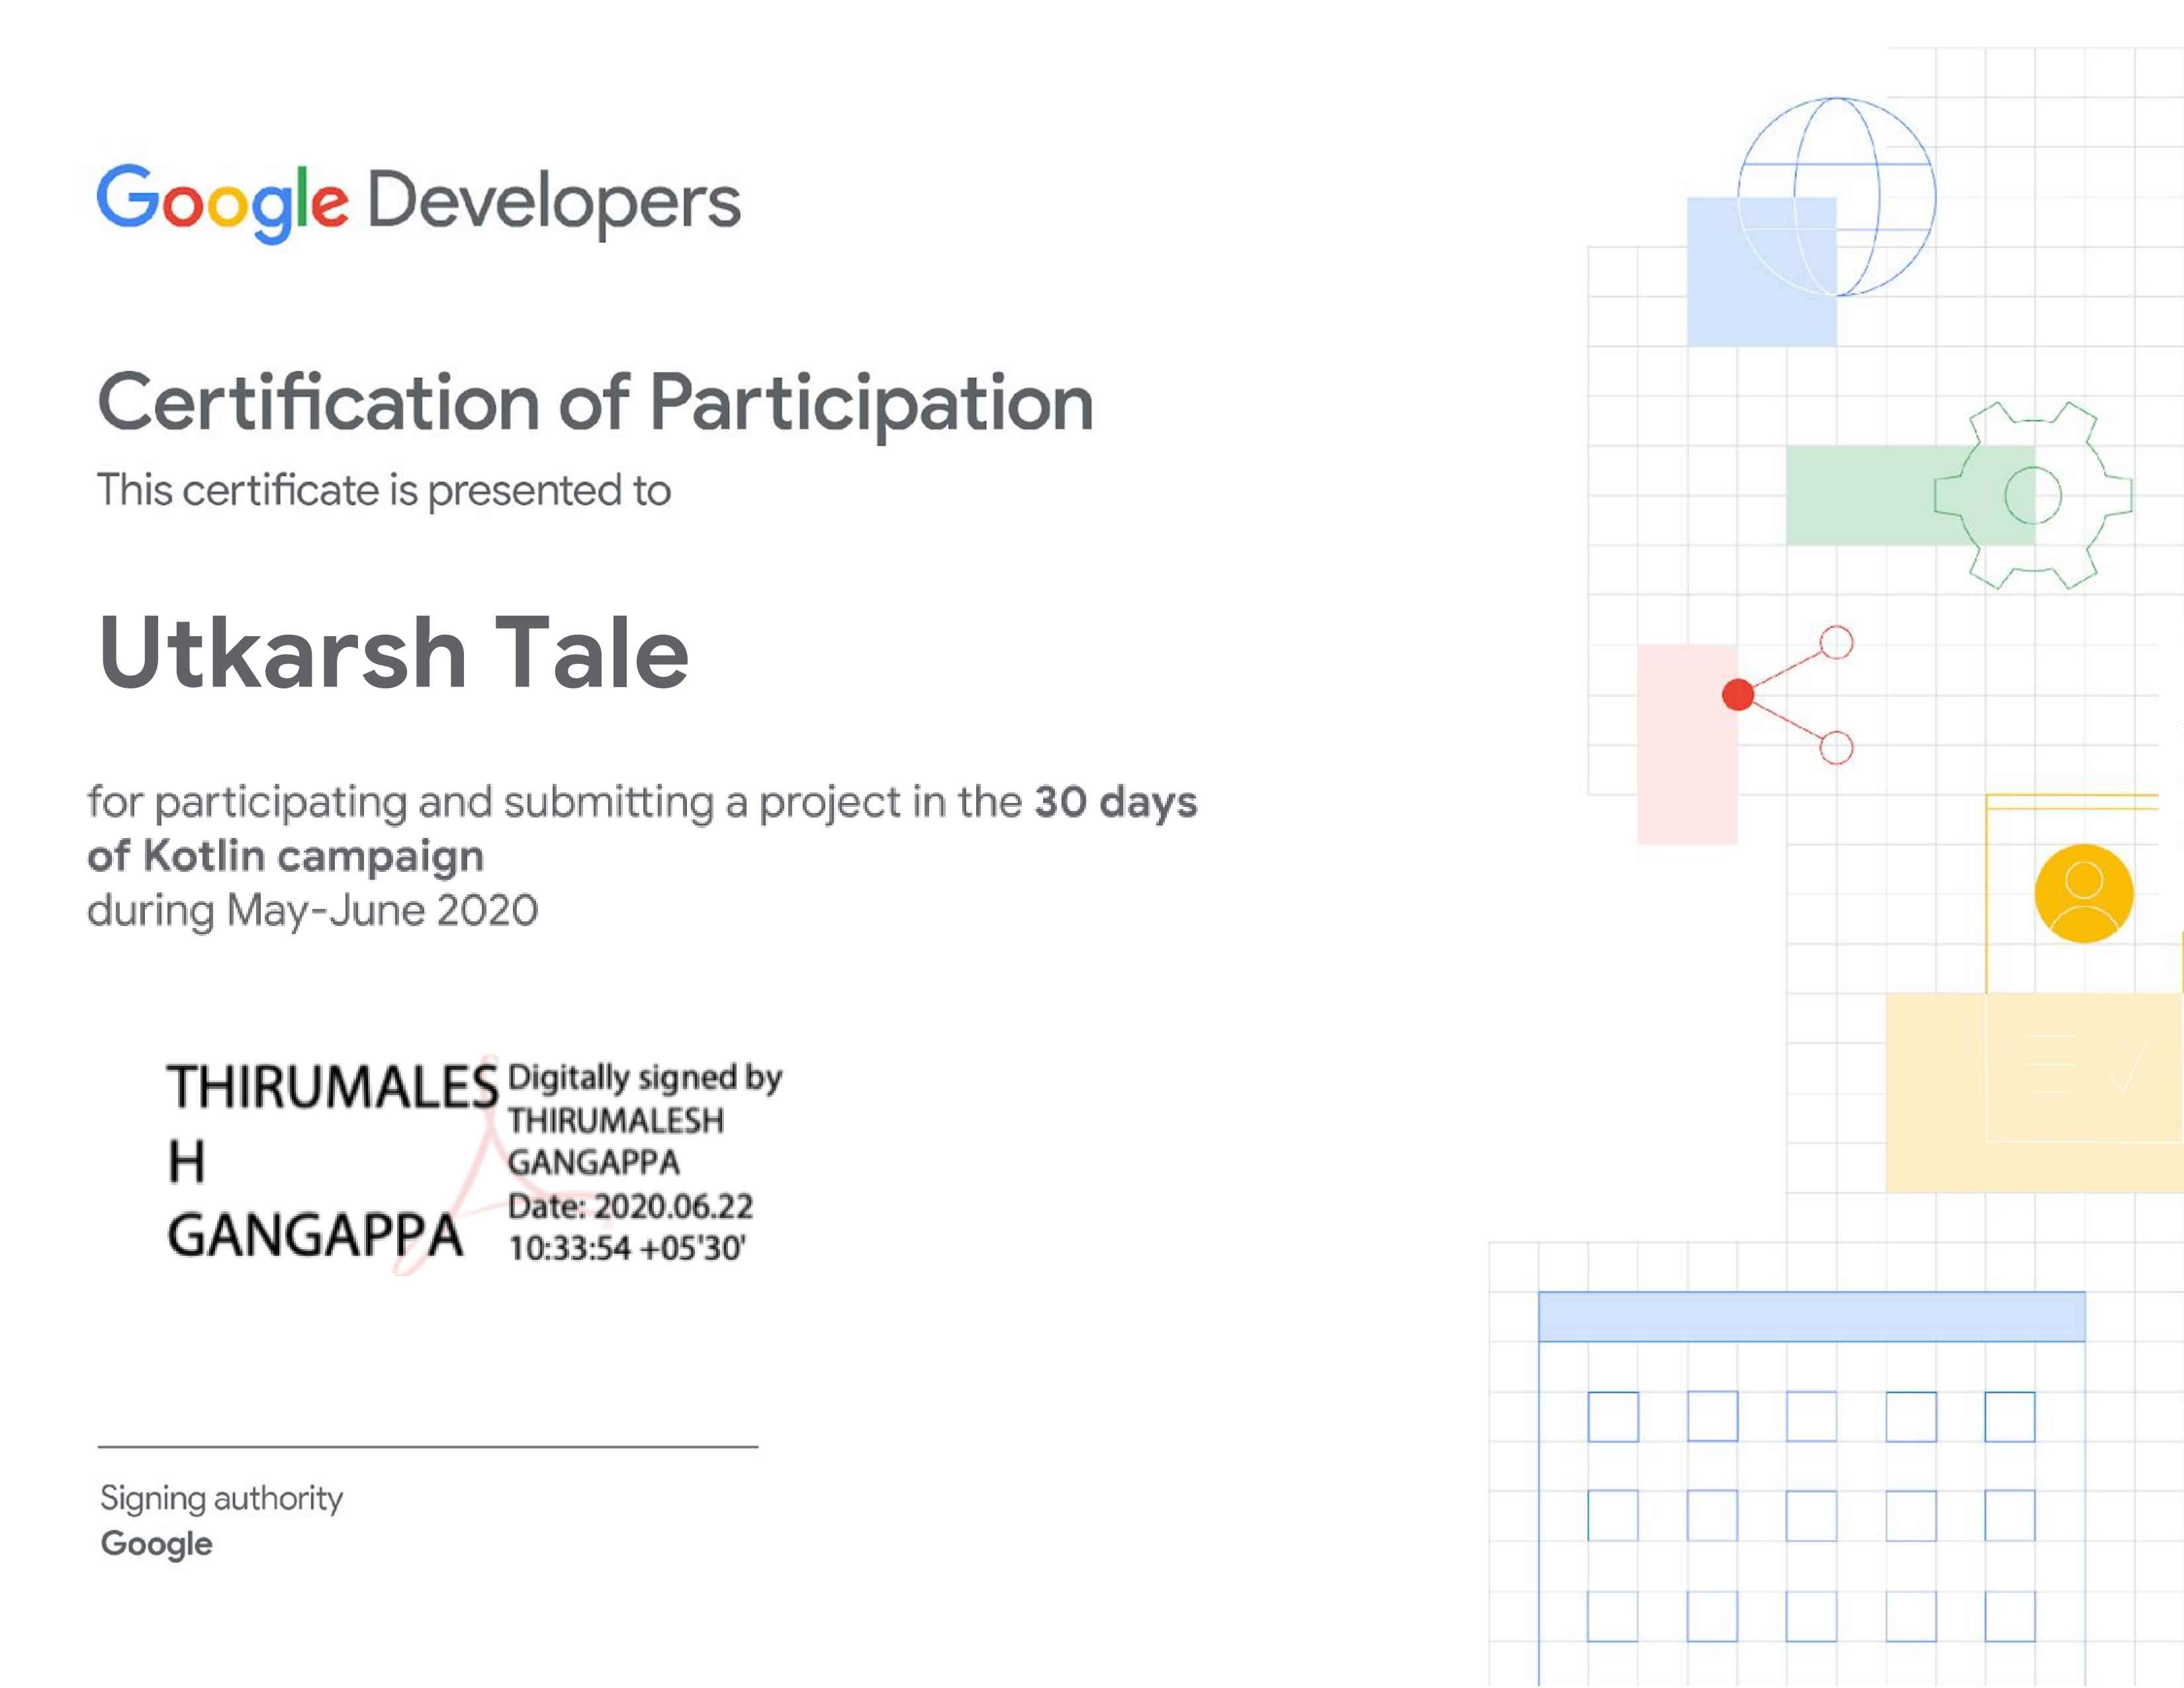 Google Developers
Certification of Participation
This certificate is presented to
Utkarsh Tale
for participating and submitting a project in the 30 days
of Kotlin campaign
during May-June 2020
THIRUMALES
H
GANGAPPA
Digitally signed by
THIRUMALESH
GANGAPPA
Date: 2020.06.22
10:33:54 +05'30'
Signing authority
Google